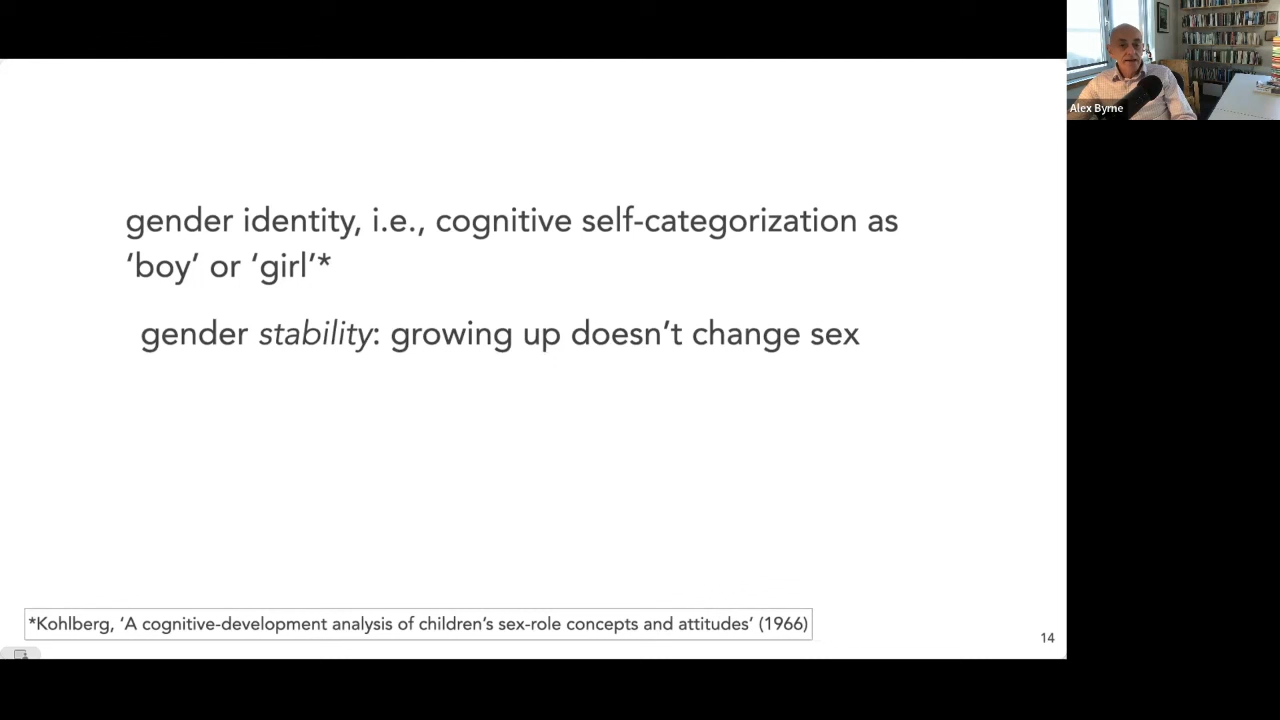 Alex Byrne
gender identity, i.e., cognitive self-categorization as
‘boy’ or ‘girl’*
gender stability: growing up doesn’t change sex
*Kohlberg, ‘A cognitive-development analysis of children’s sex-role concepts and attitudes’ (1966)
14